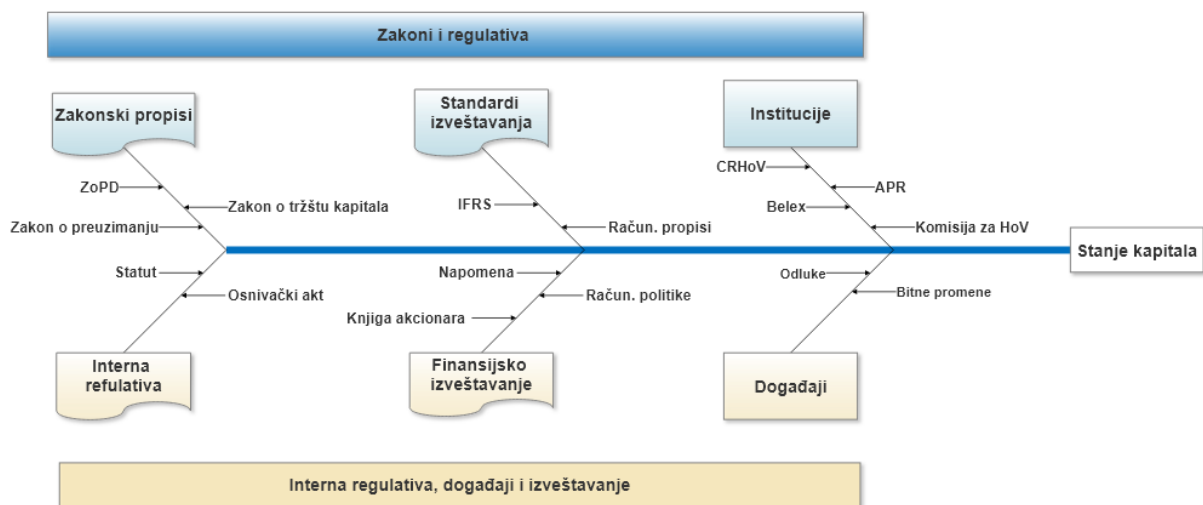 Zakoni i regulativa
Zakonski propisi
Standardi
izveštavanja
Institucije
CRHoV
ZoPD
APR
Zakon o tržštu kapitala
IFRS
Belex
Zakon o preuzimanju
Račun. propisi
Komisija za HoV
Stanje kapitala
Statut
Napomena
Odluke
Osnivački akt
Račun. politike
Bitne promene
Knjiga akcionara
Interna
refulativa
Finansijsko
izveštavanje
Događaji
Interna regulativa, događaji i izveštavanje